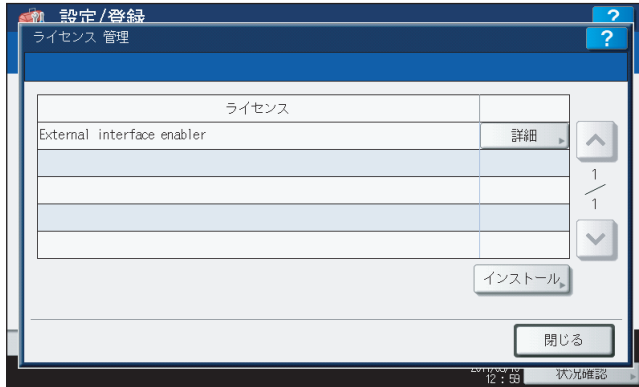 設定/登録
?
ライセンス 管理
?
ライセンス
External interface enabler
詳細
1
/
1
インストール
閉じる
12 : 59
状況確認